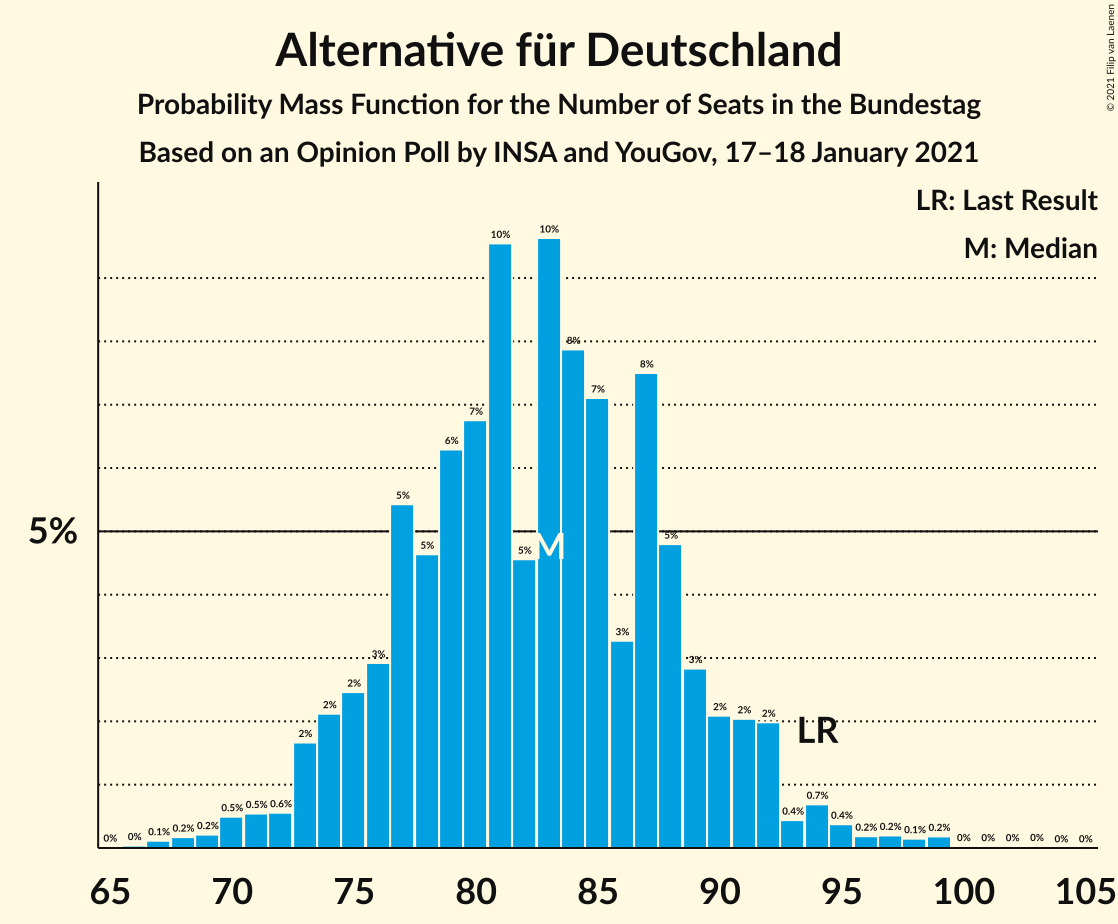 Alternative für Deutschland
Probability Mass Function for the Number of Seats in the Bundestag
Based on an Opinion Poll by INSA and YouGov, 17–18 January 2021
© 2021 Filip van Laenen
LR: Last Result
M: Median
5%
0% 0% 0.1% 0.2% 0.2% 0.5% 0.5% 0.6% 2% 2% 2% 3% 5% 5% 6% 7% 10% 5% 10% 8% 7% 3% 8% 5% 3% 2% 2% 2% 0.4% 0.7% 0.4% 0.2% 0.2% 0.1% 0.2% 0% 0% 0% 0% 0% 0%
M
LR
65 70 75 80 85 90 95 100 105